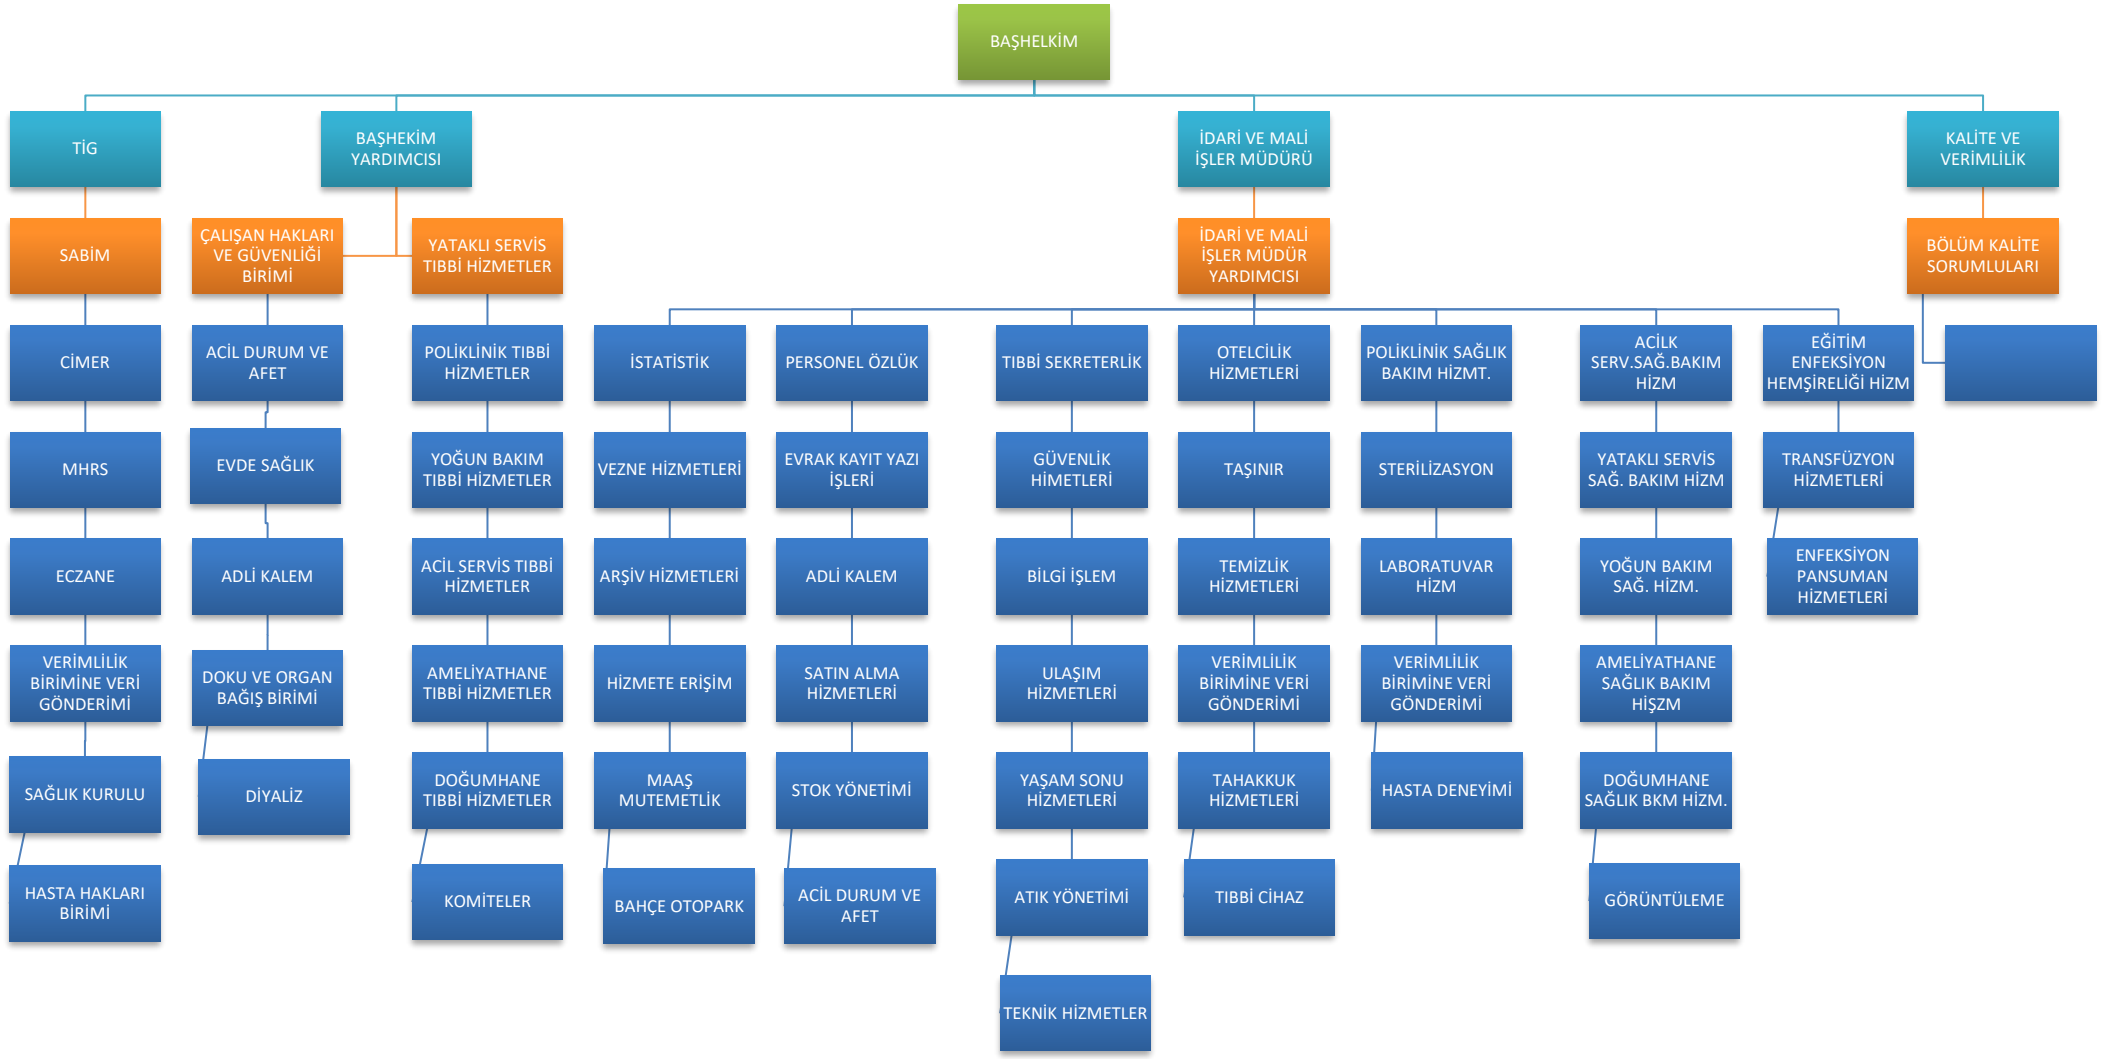 BAŞHELKİM
TİG
BAŞHEKİM
YARDIMCISI
İDARİ VE MALİ
İŞLER MÜDÜRÜ
KALİTE VE
VERİMLİLİK
SABİM
ÇALIŞAN HAKLARI
VE GÜVENLİĞİ
BİRİMİ
YATAKLI SERVİS
TIBBİ HİZMETLER
İDARİ VE MALİ
İŞLER MÜDÜR
YARDIMCISI
BÖLÜM KALİTE
SORUMLULARI
CİMER
ACİL DURUM VE
AFET
POLİKLİNİK TIBBİ
HİZMETLER
İSTATİSTİK
PERSONEL ÖZLÜK
TIBBİ SEKRETERLİK
OTELCİLİK
HİZMETLERİ
POLİKLİNİK SAĞLIK
BAKIM HİZMT.
ACİLK
SERV.SAĞ.BAKIM
HİZM
EĞİTİM
ENFEKSİYON
HEMŞİRELİĞİ HİZM
MHRS
EVDE SAĞLIK
YOĞUN BAKIM
TIBBİ HİZMETLER
VEZNE HİZMETLERİ
EVRAK KAYIT YAZI
İŞLERİ
GÜVENLİK
HİMETLERİ
TAŞINIR
STERİLİZASYON
YATAKLI SERVİS
SAĞ. BAKIM HİZM
TRANSFÜZYON
HİZMETLERİ
ECZANE
ADLİ KALEM
ACİL SERVİS TIBBİ
HİZMETLER
ARŞİV HİZMETLERİ
ADLİ KALEM
BİLGİ İŞLEM
TEMİZLİK
HİZMETLERİ
LABORATUVAR
HİZM
YOĞUN BAKIM
SAĞ. HİZM.
ENFEKSİYON
PANSUMAN
HİZMETLERİ
VERİMLİLİK
BİRİMİNE VERİ
GÖNDERİMİ
DOKU VE ORGAN
BAĞIŞ BİRİMİ
AMELİYATHANE
TIBBİ HİZMETLER
HİZMETE ERİŞİM
SATIN ALMA
HİZMETLERİ
ULAŞIM
HİZMETLERİ
VERİMLİLİK
BİRİMİNE VERİ
GÖNDERİMİ
VERİMLİLİK
BİRİMİNE VERİ
GÖNDERİMİ
AMELİYATHANE
SAĞLIK BAKIM
HİŞZM
SAĞLIK KURULU
DİYALİZ
DOĞUMHANE
TIBBİ HİZMETLER
MAAŞ
MUTEMETLİK
STOK YÖNETİMİ
YAŞAM SONU
HİZMETLERİ
TAHAKKUK
HİZMETLERİ
HASTA DENEYİMİ
DOĞUMHANE
SAĞLIK BKM HİZM.
HASTA HAKLARI
BİRİMİ
KOMİTELER
BAHÇE OTOPARK
ACİL DURUM VE
AFET
ATIK YÖNETİMİ
TIBBİ CİHAZ
GÖRÜNTÜLEME
TEKNİK HİZMETLER